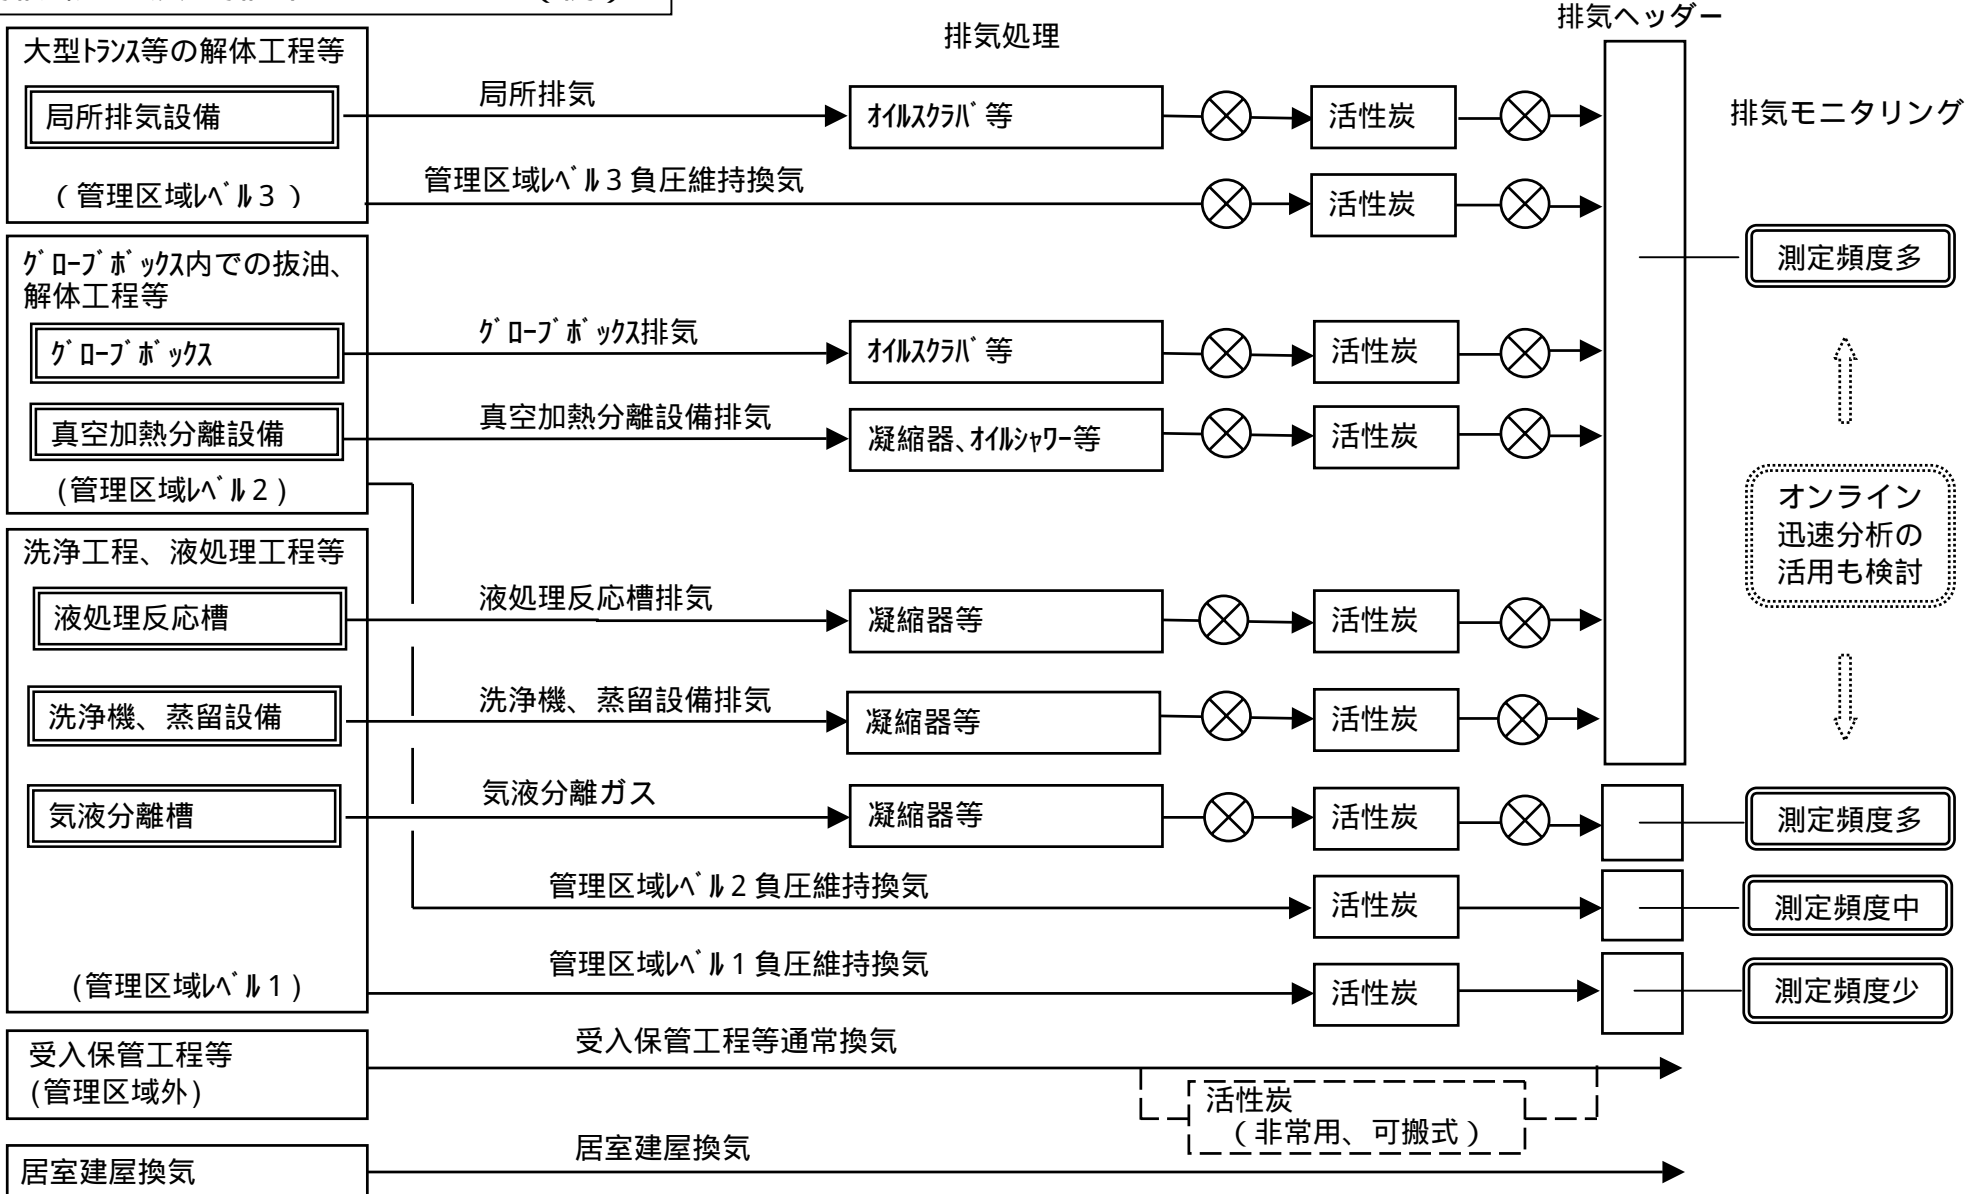 排気ヘッダー
排気処理
大型ﾄﾗﾝｽ等の解体工程等
局所排気設備
(管理区域ﾚﾍﾞﾙ3)
局所排気
ｵｲﾙｽｸﾗﾊﾞ等
活性炭
排気モニタリング
管理区域ﾚﾍﾞﾙ3負圧維持換気
活性炭
測定頻度多
ｸﾞﾛｰﾌﾞﾎﾞｯｸｽ内での抜油、
解体工程等
ｸﾞﾛｰﾌﾞﾎﾞｯｸｽ
真空加熱分離設備
(管理区域ﾚﾍﾞﾙ2)
ｸﾞﾛｰﾌﾞﾎﾞｯｸｽ排気
ｵｲﾙｽｸﾗﾊﾞ等
活性炭
真空加熱分離設備排気
凝縮器、ｵｲﾙｼｬﾜｰ等
活性炭
オンライン
迅速分析の
活用も検討
洗浄工程、液処理工程等
液処理反応槽
洗浄機、蒸留設備
気液分離槽
(管理区域ﾚﾍﾞﾙ1)
液処理反応槽排気
凝縮器等
活性炭
洗浄機、蒸留設備排気
凝縮器等
活性炭
気液分離ガス
凝縮器等
活性炭
測定頻度多
管理区域ﾚﾍﾞﾙ2負圧維持換気
活性炭
測定頻度中
管理区域ﾚﾍﾞﾙ1負圧維持換気
活性炭
測定頻度少
受入保管工程等
(管理区域外)
受入保管工程等通常換気
活性炭
(非常用、可搬式)
居室建屋換気
居室建屋換気